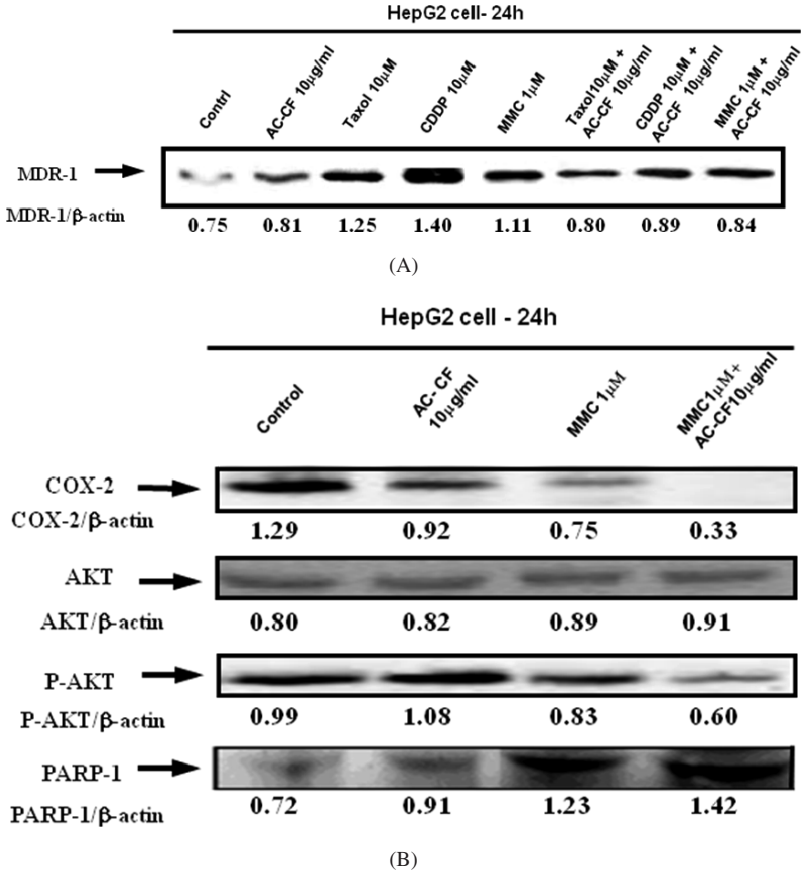 HepG2 cell- 24h
Contrl
AC-CF 10μg/ml
Taxol 10μM
CDDP 10μM
MMC 1μM
Taxol10μM +
AC-CF 10μg/ml
CDDP 10μM +
AC-CF 10μg/ml
MMC 1μM +
AC-CF 10μg/ml
MDR-1
MDR-1/β-actin
0.75 0.81 1.25 1.40 1.11 0.80 0.89 0.84
(A)
HepG2 cell - 24h
Control
AC- CF
10μg/ml
MMC 1μM
MMC1μM+
AC-CF10μg/ml
COX-2
COX-2/β-actin
1.29 0.92 0.75 0.33
AKT
AKT/β-actin
0.80 0.82 0.89 0.91
P-AKT
P-AKT/β-actin
0.99 1.08 0.83 0.60
PARP-1
PARP-1/β-actin
0.72 0.91 1.23 1.42
(B)